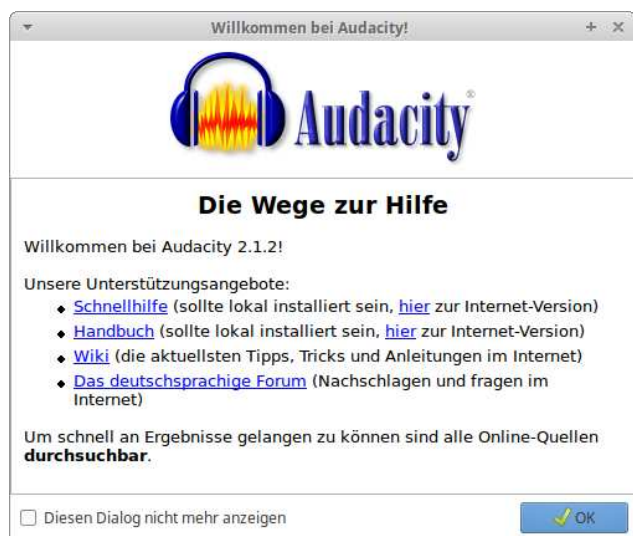 Willkommen bei Audacity!
Audacity®
Die Wege zur Hilfe
Willkommen bei Audacity 2.1.2!
Unsere Unterstützungsangebote:
Schnellhilfe (sollte lokal installiert sein, hier zur Internet-Version)
Handbuch (sollte lokal installiert sein, hier zur Internet-Version)
Wiki (die aktuellsten Tipps, Tricks und Anleitungen im Internet)
Das deutschsprachige Forum (Nachschlagen und fragen im
Internet)
Um schnell an Ergebnisse gelangen zu können sind alle Online-Quellen
durchsuchbar.
Diesen Dialog nicht mehr anzeigen
OK